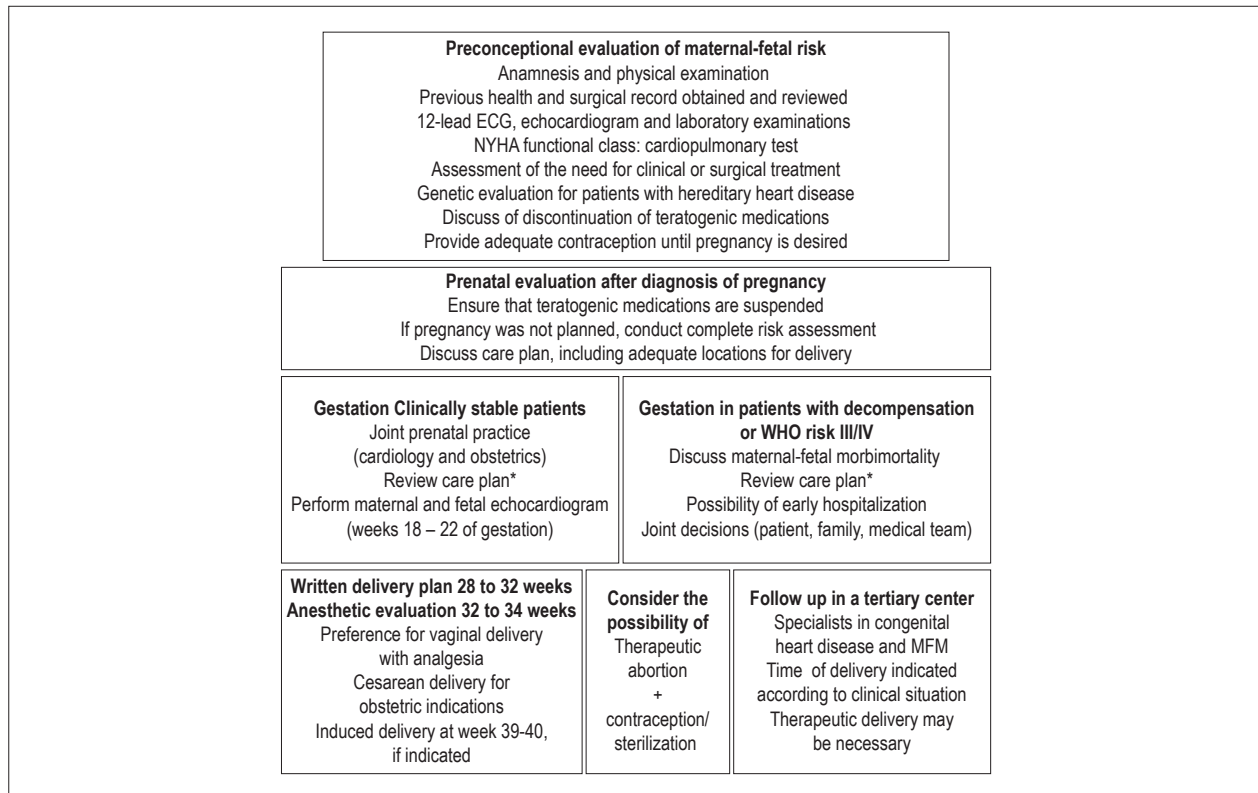 Preconceptional evaluation of maternal-fetal risk
Anamnesis and physical examination
Previous health and surgical record obtained and reviewed
12-lead ECG, echocardiogram and laboratory examinations
NYHA functional class: cardiopulmonary test
Assessment of the need for clinical or surgical treatment
Genetic evaluation for patients with hereditary heart disease
Discuss of discontinuation of teratogenic medications
Provide adequate contraception until pregnancy is desired
Prenatal evaluation after diagnosis of pregnancy
Ensure that teratogenic medications are suspended
If pregnancy was not planned, conduct complete risk assessment
Discuss care plan, including adequate locations for delivery
Gestation Clinically stable patients
Joint prenatal practice
(cardiology and obstetrics)
Review care plan*
Perform maternal and fetal echocardiogram
(weeks 18 – 22 of gestation)
Gestation in patients with decompensation
or WHO risk III/IV
Discuss maternal-fetal morbimortality
Review care plan*
Possibility of early hospitalization
Joint decisions (patient, family, medical team)
Written delivery plan 28 to 32 weeks
Anesthetic evaluation 32 to 34 weeks
Preference for vaginal delivery
with analgesia
Cesarean delivery for
obstetric indications
Induced delivery at week 39-40,
if indicated
Consider the
possibility of
Therapeutic
abortion
+
contraception/
sterilization
Follow up in a tertiary center
Specialists in congenital
heart disease and MFM
Time of delivery indicated
according to clinical situation
Therapeutic delivery may
be necessary